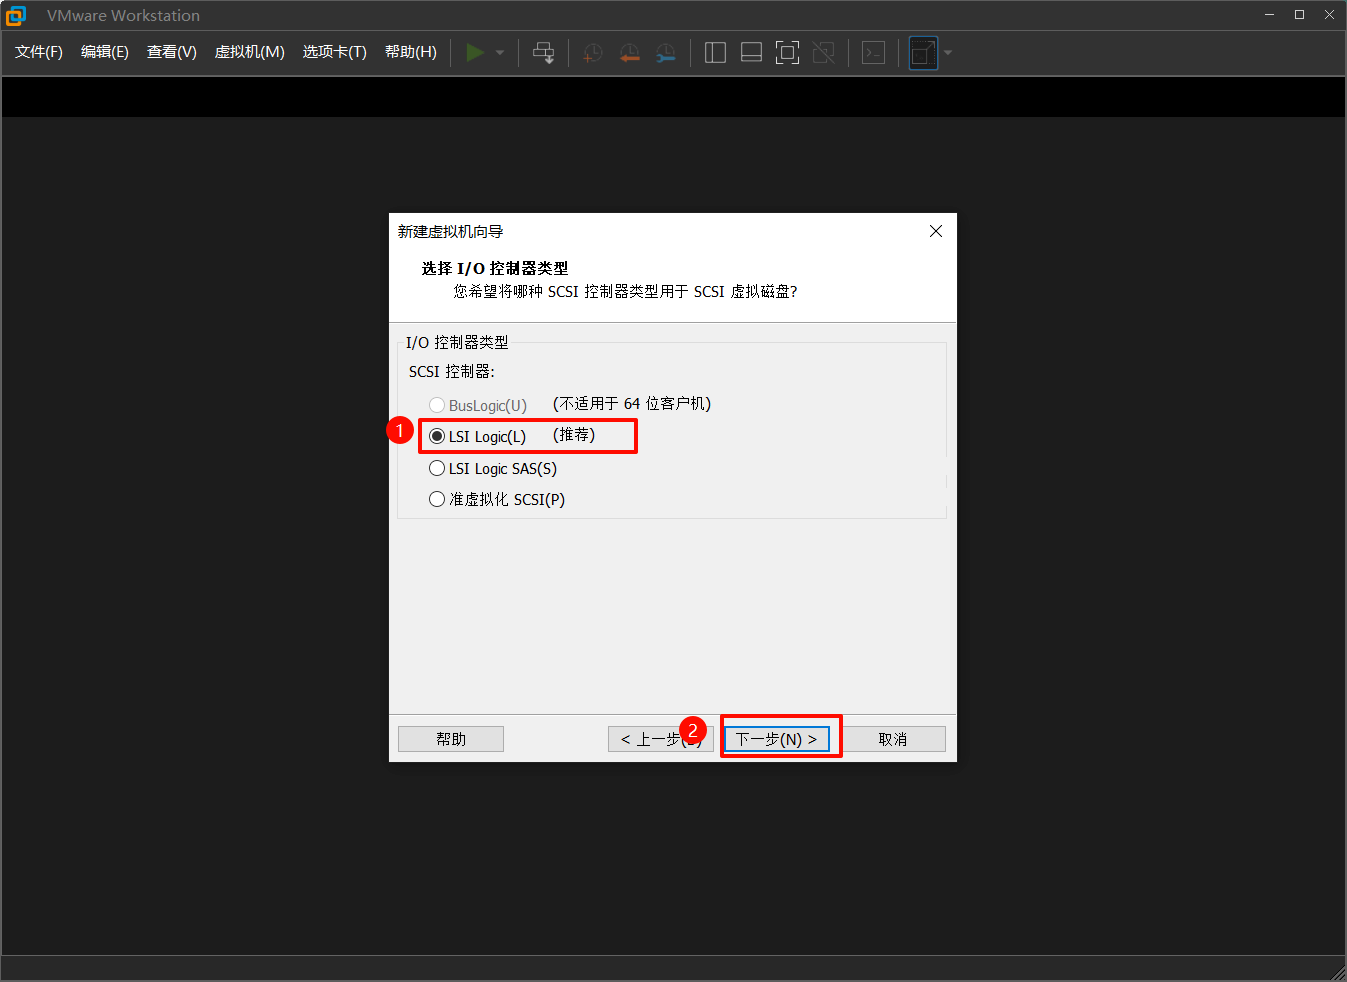 VMware Workstation
文件(F) 编辑(E) 查看(V) 虚拟机(M) 选项卡(T) 帮助(H)
新建虚拟机向导
选择 I/O 控制器类型
您希望将哪种 SCSI 控制器类型用于 SCSI 虚拟磁盘?
I/O 控制器类型
SCSI 控制器:
BusLogic(U) (不适用于 64 位客户机)
1
LSI Logic(L) (推荐)
LSI Logic SAS(S)
准虚拟化 SCSI(P)
2
帮助 < 上一步( ) 下一步(N) > 取消